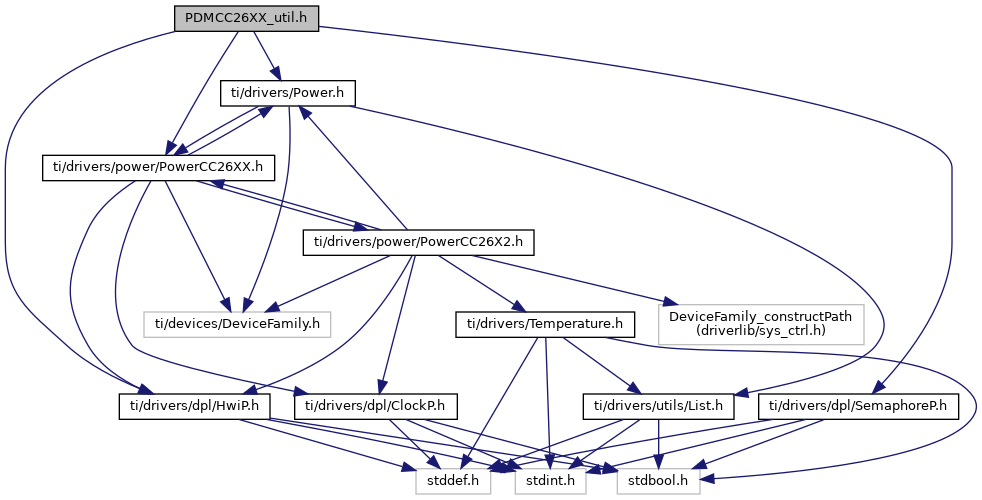 PDMCC26XX_util.h
ti/drivers/Power.h
ti/drivers/power/PowerCC26XX.h
ti/drivers/power/PowerCC26X2.h
ti/devices/DeviceFamily.h
ti/drivers/Temperature.h
DeviceFamily_constructPath
(driverlib/sys_ctrl.h)
ti/drivers/dpl/HwiP.h
ti/drivers/dpl/ClockP.h
ti/drivers/utils/List.h
ti/drivers/dpl/SemaphoreP.h
stddef.h
stdint.h
stdbool.h